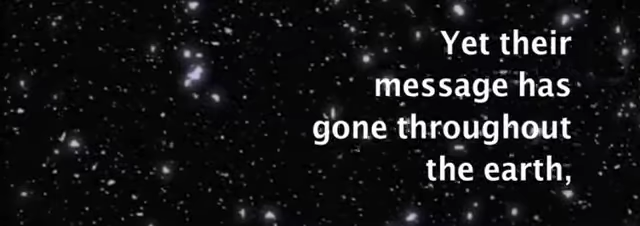 Yet their
message has
gone throughout
the earth,